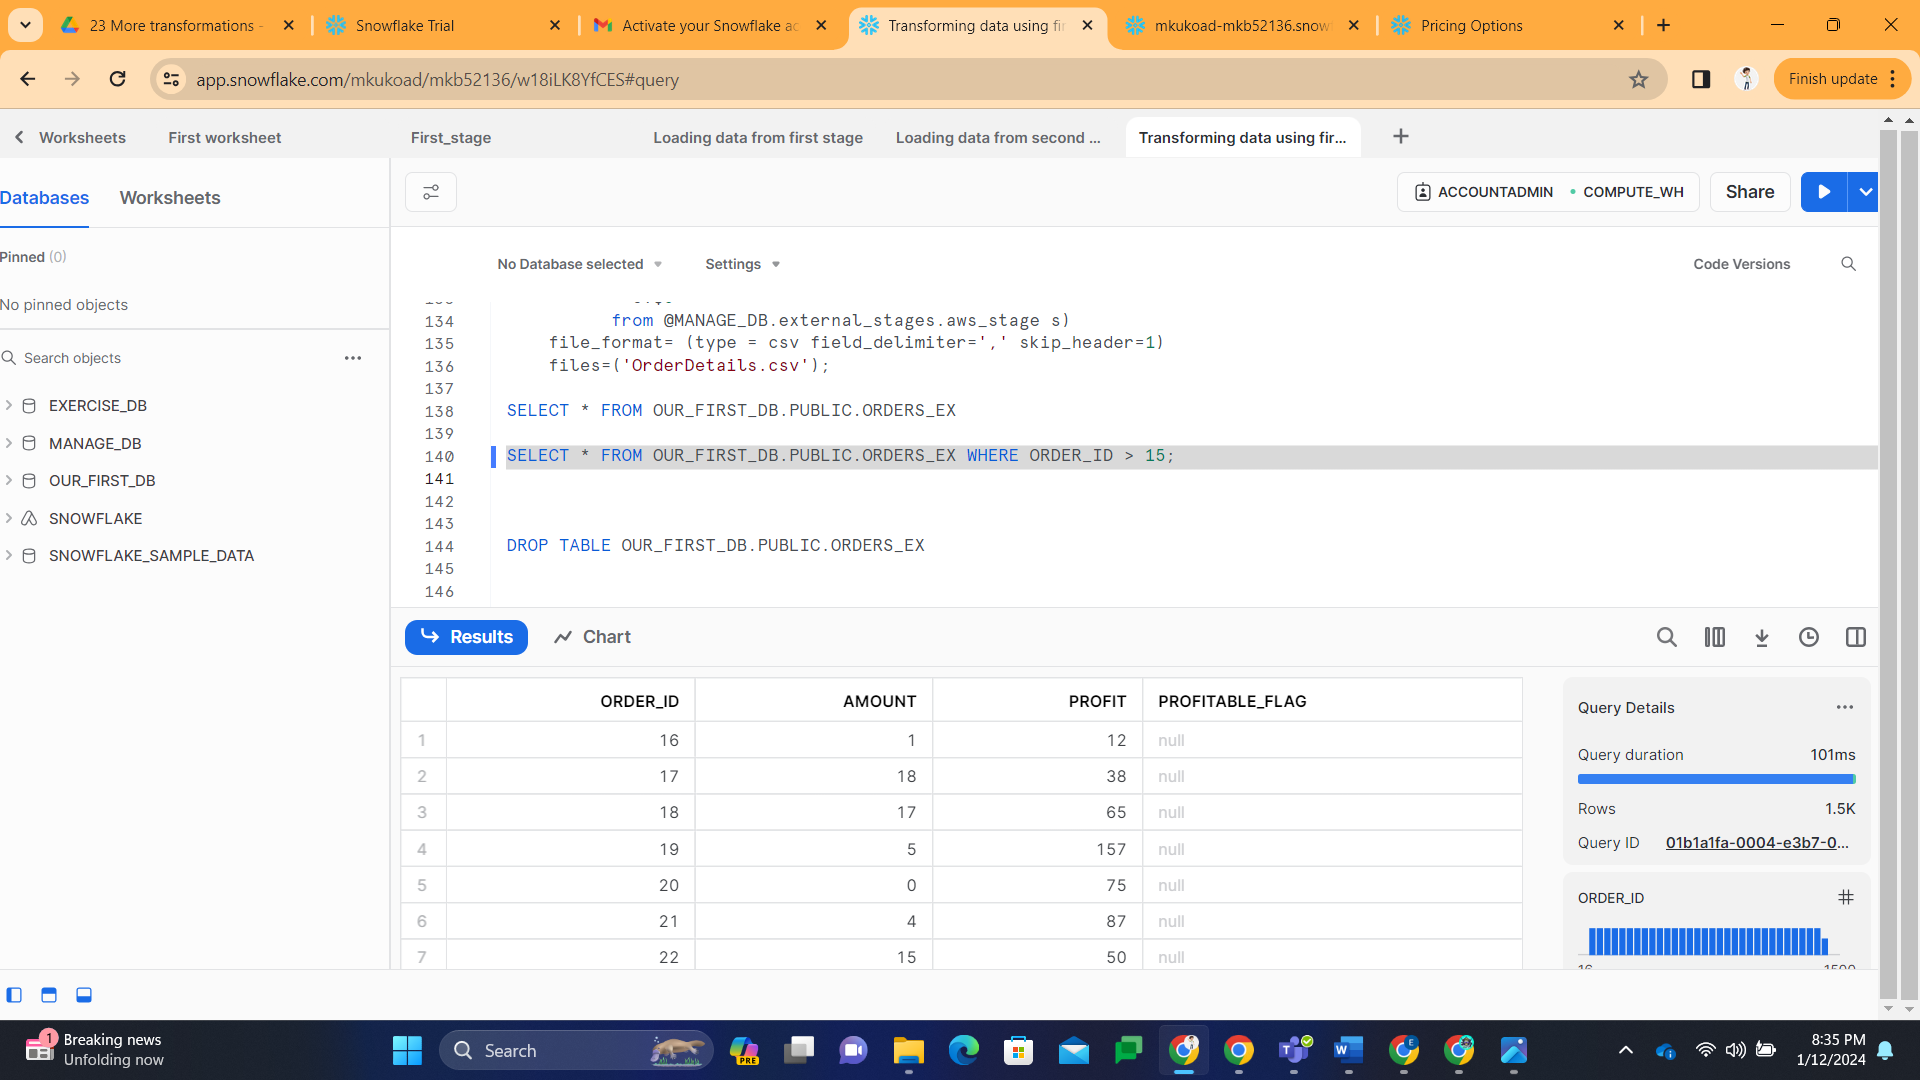 23 More transformations -
Snowflake Trial
Activate your Snowflake ac
Transforming data using fir
mkukoad-mkb52136.snowf
Pricing Options
app.snowflake.com/mkukoad/mkb52136/w18iLK8YfCES#query
Finish update
Worksheets
First worksheet
First_stage
Loading data from first stage
Loading data from second ...
Transforming data using fir...
Databases
Worksheets
ACCOUNTADMIN
COMPUTE_WH
Share
Pinned (0)
No Database selected
Settings
Code Versions
No pinned objects
Search objects
EXERCISE_DB
MANAGE_DB
OUR_FIRST_DB
SNOWFLAKE
SNOWFLAKE_SAMPLE_DATA
134 from @MANAGE_DB.external_stages.aws_stage s)
135 file_format= (type = csv field_delimiter=',' skip_header=1)
136 files=('OrderDetails.csv');
137
138 SELECT * FROM OUR_FIRST_DB.PUBLIC.ORDERS_EX
139
140 SELECT * FROM OUR_FIRST_DB.PUBLIC.ORDERS_EX WHERE ORDER_ID > 15;
141
142
143
144 DROP TABLE OUR_FIRST_DB.PUBLIC.ORDERS_EX
145
146
Results
Chart
ORDER_ID AMOUNT PROFIT PROFITABLE_FLAG
1 16 1 12 null
2 17 18 38 null
3 18 17 65 null
4 19 5 157 null
5 20 0 75 null
6 21 4 87 null
7 22 15 50 null
Query Details
Query duration 101ms
Rows 1.5K
Query ID 01b1a1fa-0004-e3b7-0...
ORDER_ID
16 1500
1
Breaking news
Unfolding now
Search
PRE
8:35 PM
1/12/2024